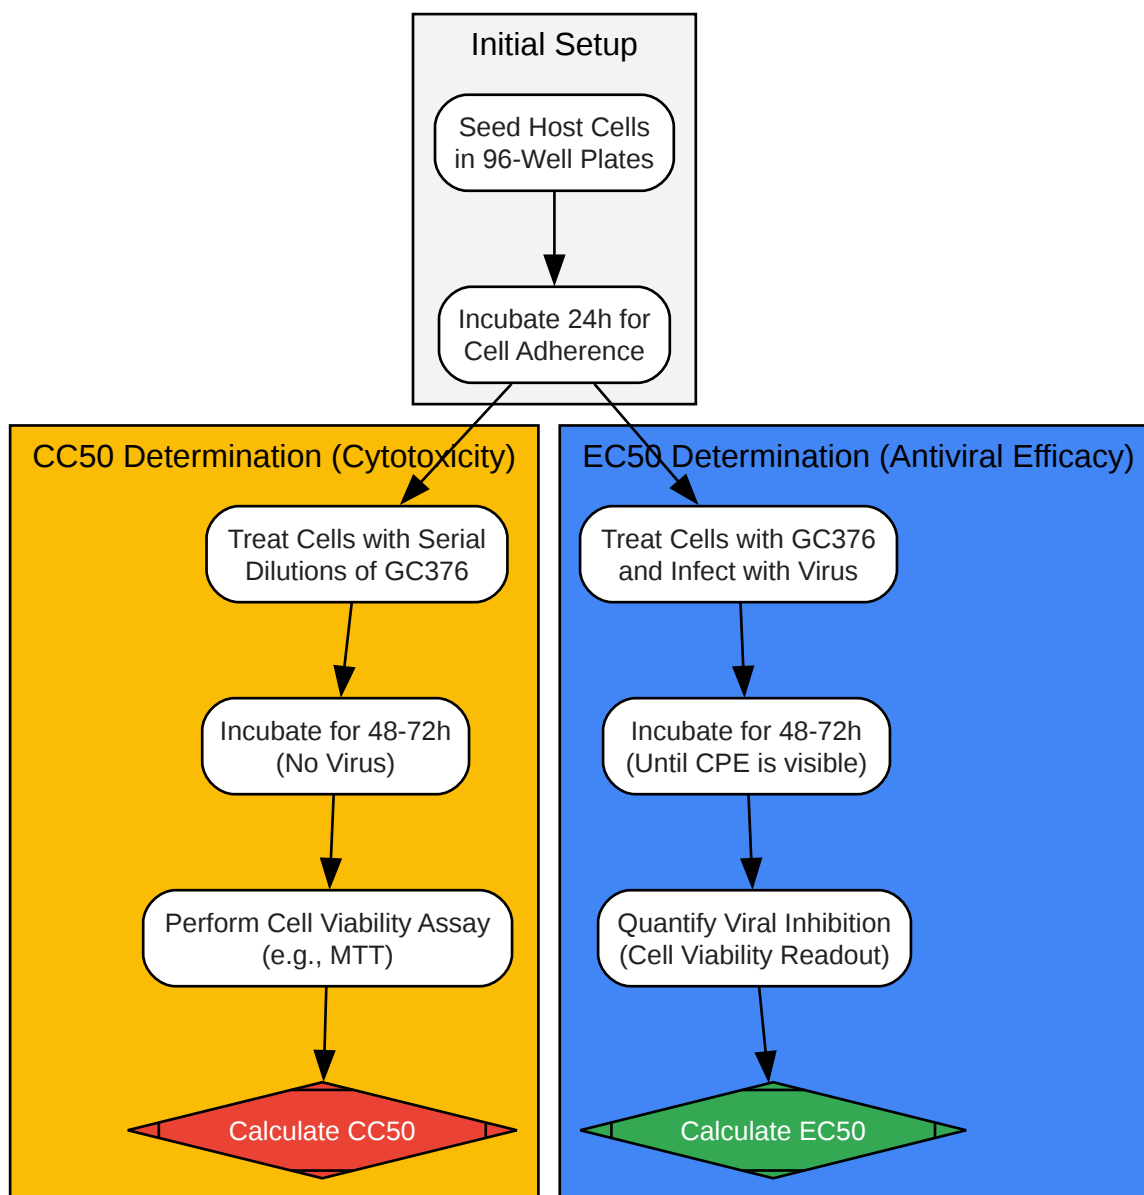 Initial Setup
Seed Host Cells
in 96-Well Plates
Incubate 24h for
Cell Adherence
CC50 Determination (Cytotoxicity)
Treat Cells with Serial
Dilutions of GC376
Incubate for 48-72h
(No Virus)
Perform Cell Viability Assay
(e.g., MTT)
Calculate CC50
EC50 Determination (Antiviral Efficacy)
Treat Cells with GC376
and Infect with Virus
Incubate for 48-72h
(Until CPE is visible)
Quantify Viral Inhibition
(Cell Viability Readout)
Calculate EC50